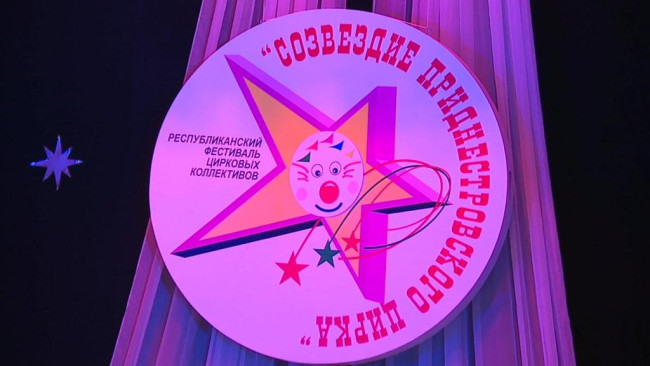 "СОЗВЕЗДИЕ ПРИДНЕСТРОВСКОГО ЦИРКА"
РЕСПУБЛИКАНСКИЙ
ФЕСТИВАЛЬ
ЦИРКОВЫХ
КОЛЛЕКТИВОВ